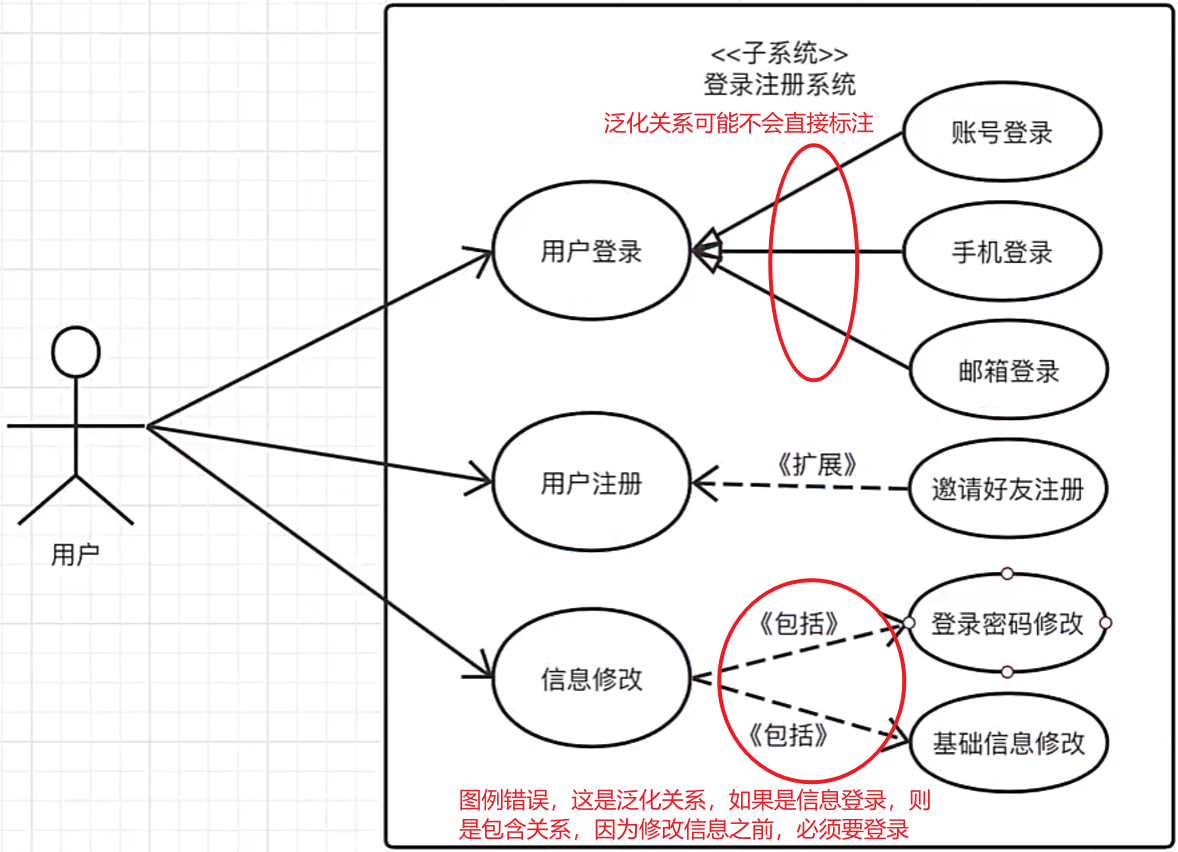 <<子系统>>
登录注册系统
泛化关系可能不会直接标注
账号登录
用户登录
手机登录
邮箱登录
《扩展》
用户注册
邀请好友注册
用户
《包括》
登录密码修改
信息修改
《包括》
基础信息修改
图例错误，这是泛化关系，如果是信息登录，则
是包含关系，因为修改信息之前，必须要登录